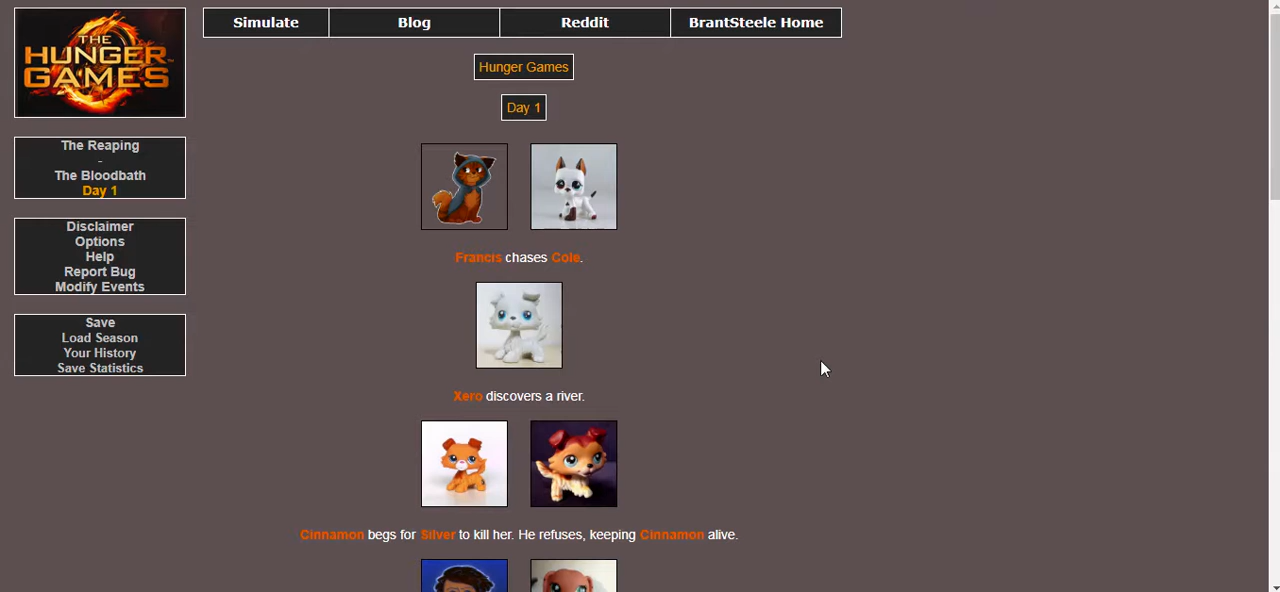 THE
HUNGER
GAMES
Simulate
Blog
Reddit
BrantSteele Home
The Reaping
-
The Bloodbath
Day 1
Disclaimer
Options
Help
Report Bug
Modify Events
Save
Load Season
Your History
Save Statistics
Hunger Games
Day 1
Francis chases Cole.
Xero discovers a river.
Cinnamon begs for Silver to kill her. He refuses, keeping Cinnamon alive.